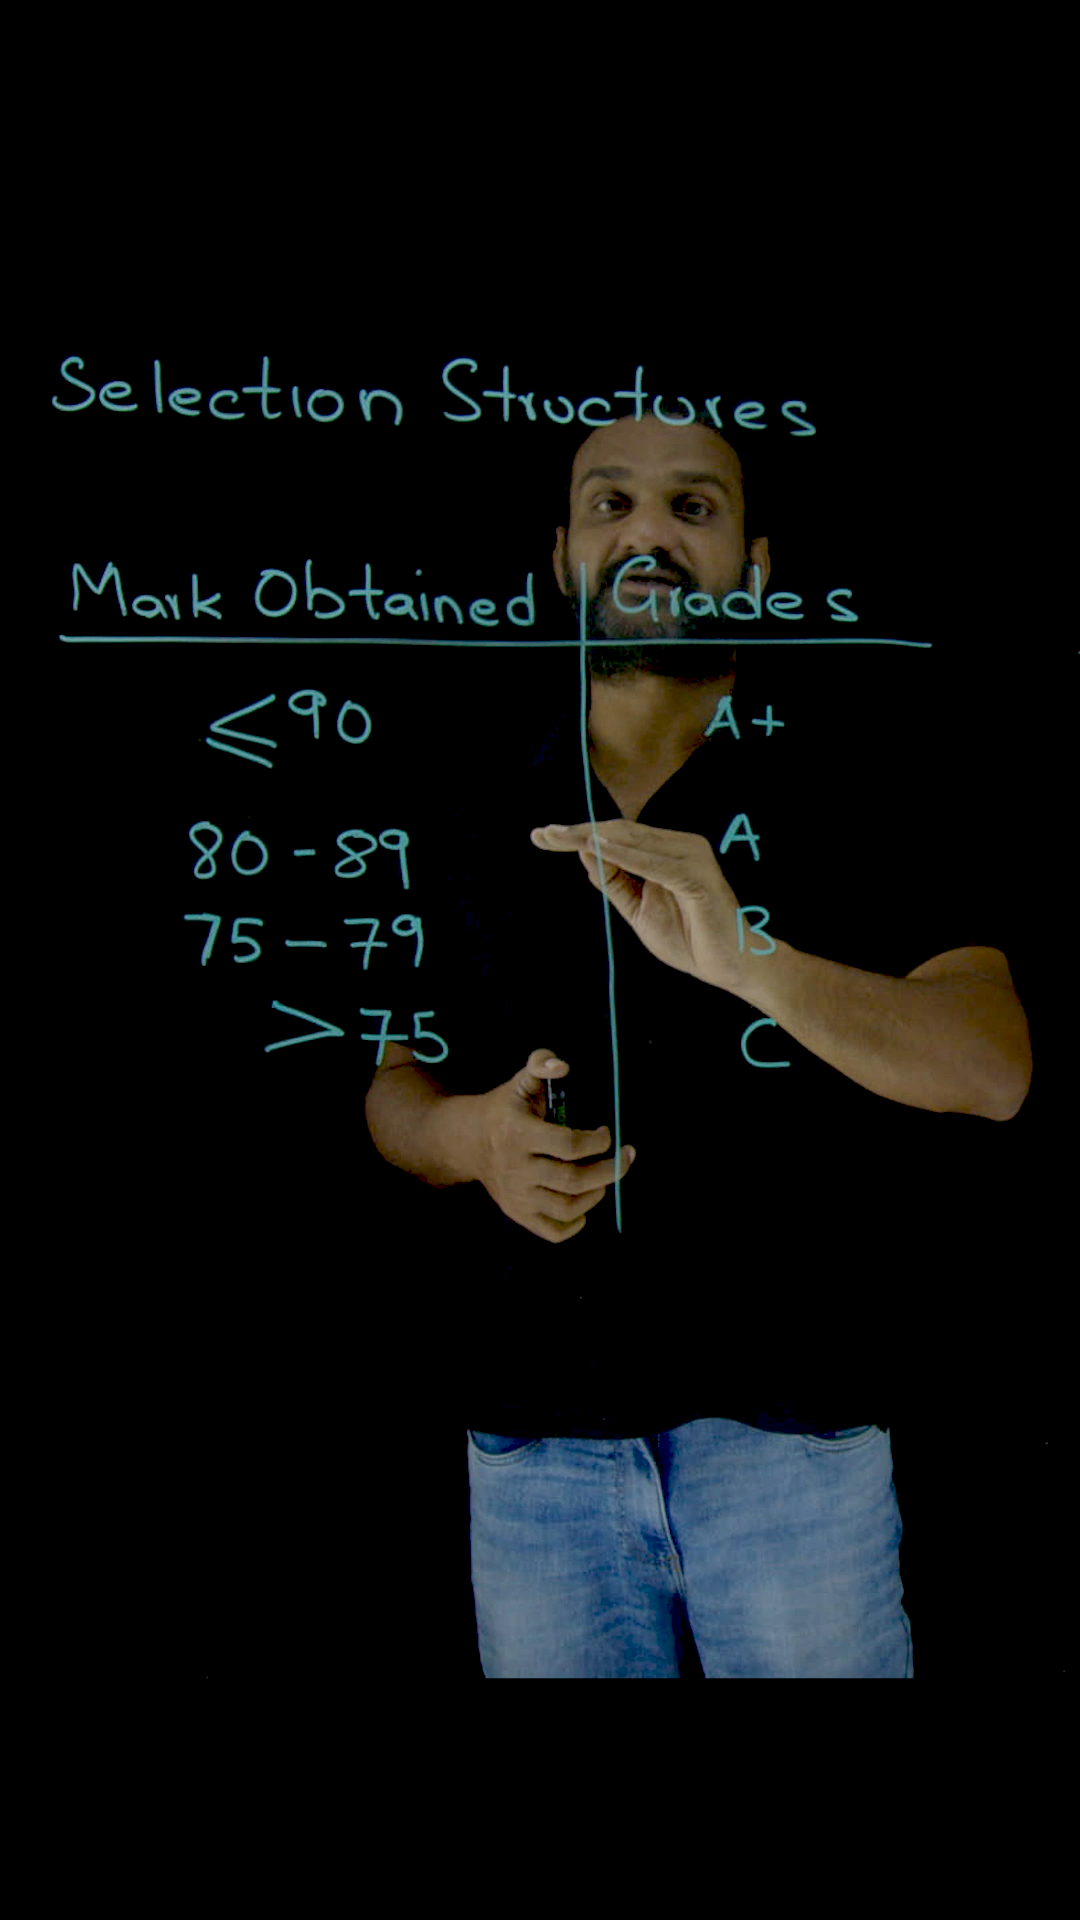 Selection Structures
Mark Obtained | Grades
≤ 90 A+
80 - 89 A
75 - 79 B
> 75 C